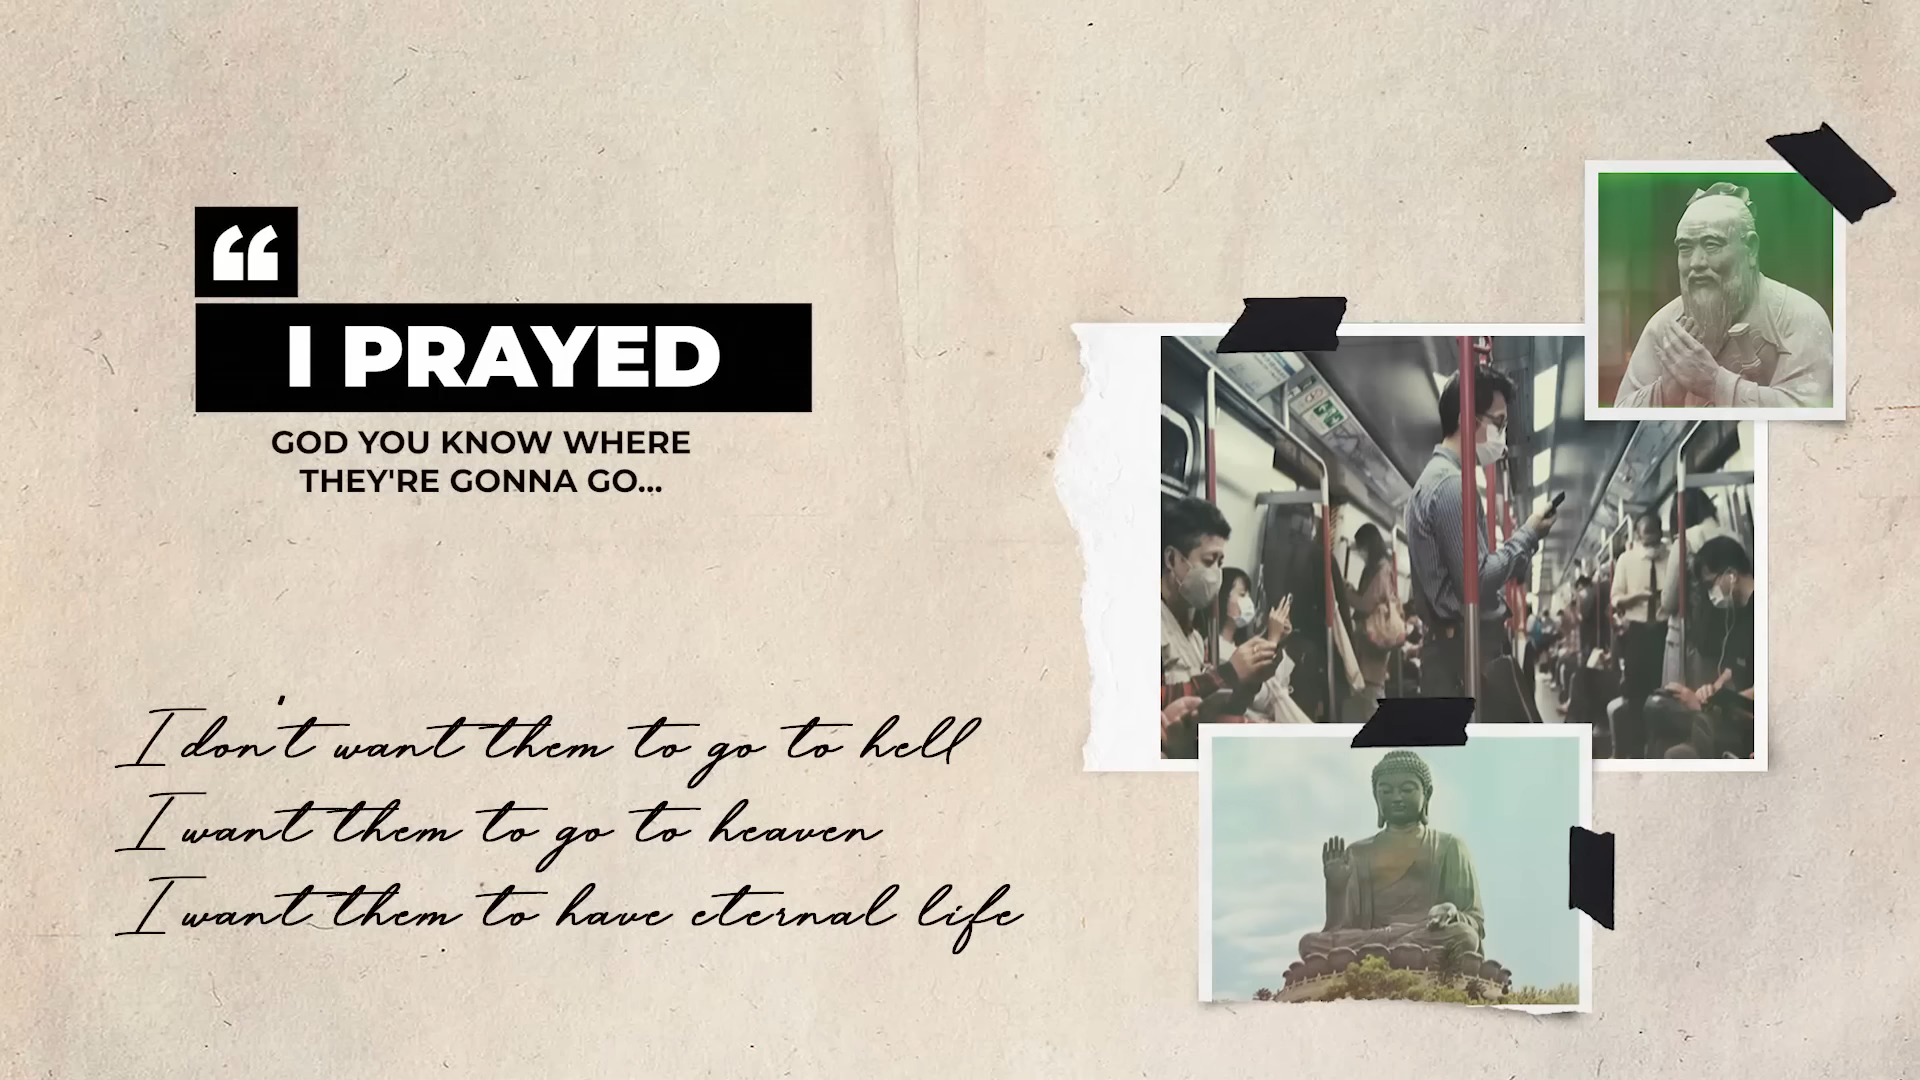 “
I PRAYED
GOD YOU KNOW WHERE
THEY'RE GONNA GO...
I don't want them to go to hell
I want them to go to heaven
I want them to have eternal life